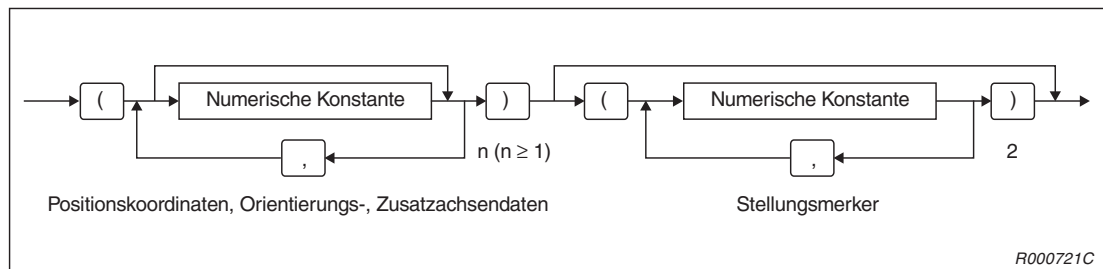 ( Numerische Konstante ) ( Numerische Konstante )
, n (n ≥ 1) , 2
Positionskoordinaten, Orientierungs-, Zusatzachsendaten Stellungsmerker
R000721C